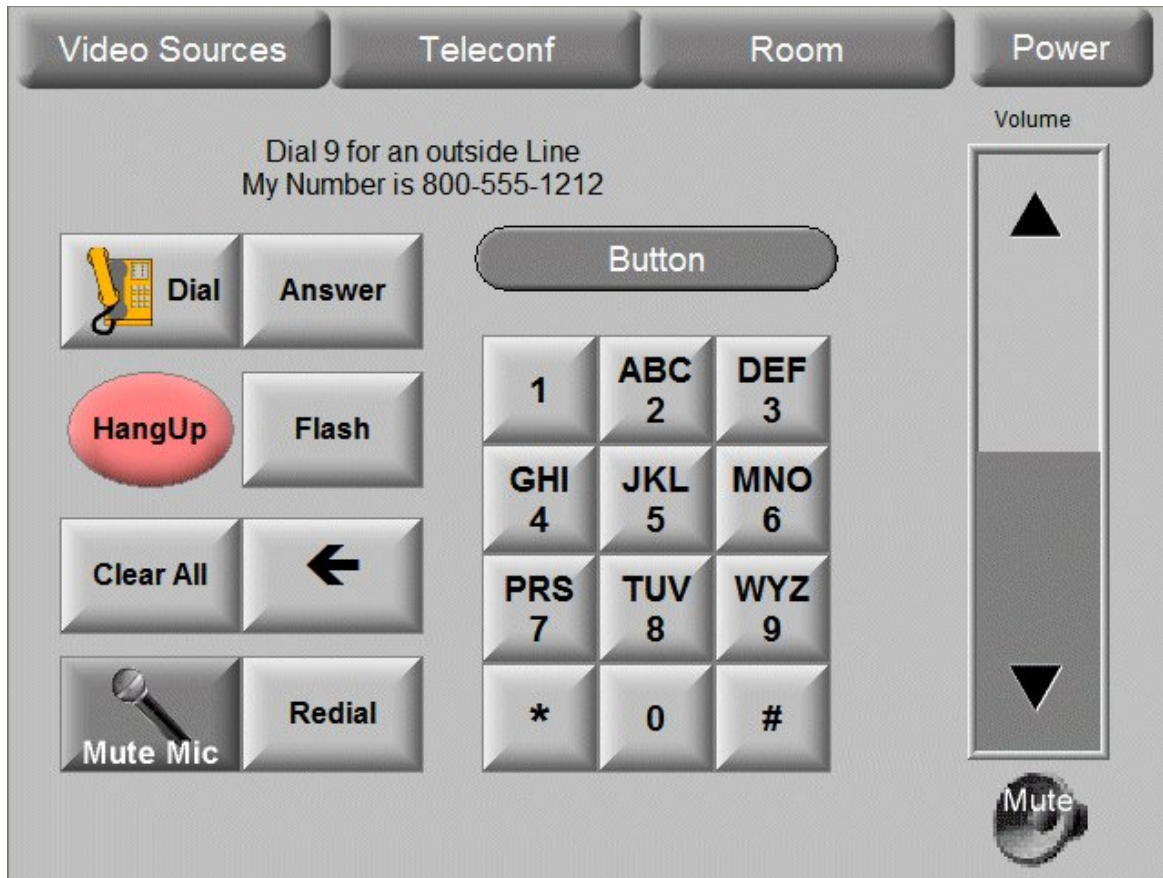 Video Sources
Teleconf
Room
Power
Volume
Dial 9 for an outside Line
My Number is 800-555-1212
Dial
Answer
Button
HangUp
Flash
Clear All
Mute Mic
Redial
1
ABC
2
DEF
3
GHI
4
JKL
5
MNO
6
PRS
7
TUV
8
WYZ
9
*
0
#
Mute